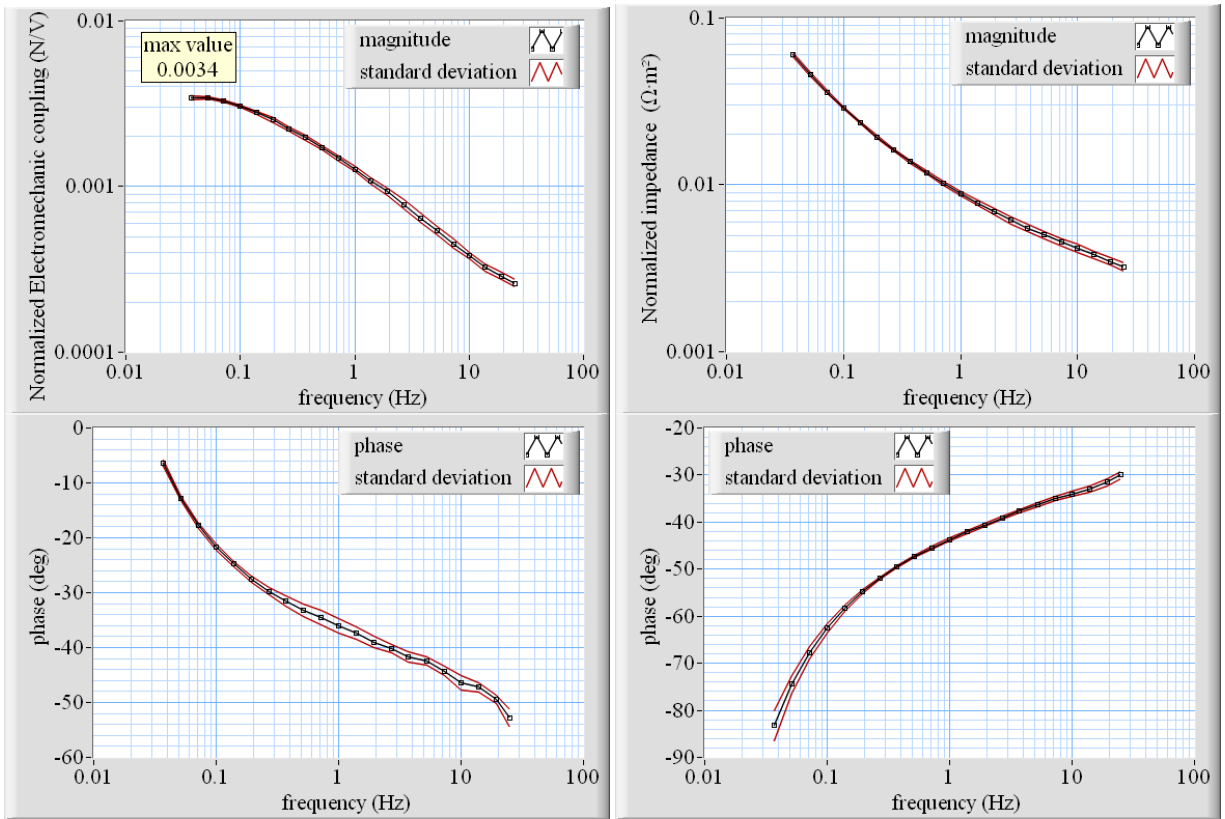 Normalized Electromechanic coupling (N/V)
0.01
0.001
0.0001
max value
0.0034
magnitude
standard deviation
0.01
0.1
1
10
100
frequency (Hz)
Normalized impedance (Ω·m²)
0.1
0.01
0.001
magnitude
standard deviation
0.01
0.1
1
10
100
frequency (Hz)
phase (deg)
0
-10
-20
-30
-40
-50
-60
phase
standard deviation
0.01
0.1
1
10
100
frequency (Hz)
phase (deg)
-20
-30
-40
-50
-60
-70
-80
-90
phase
standard deviation
0.01
0.1
1
10
100
frequency (Hz)